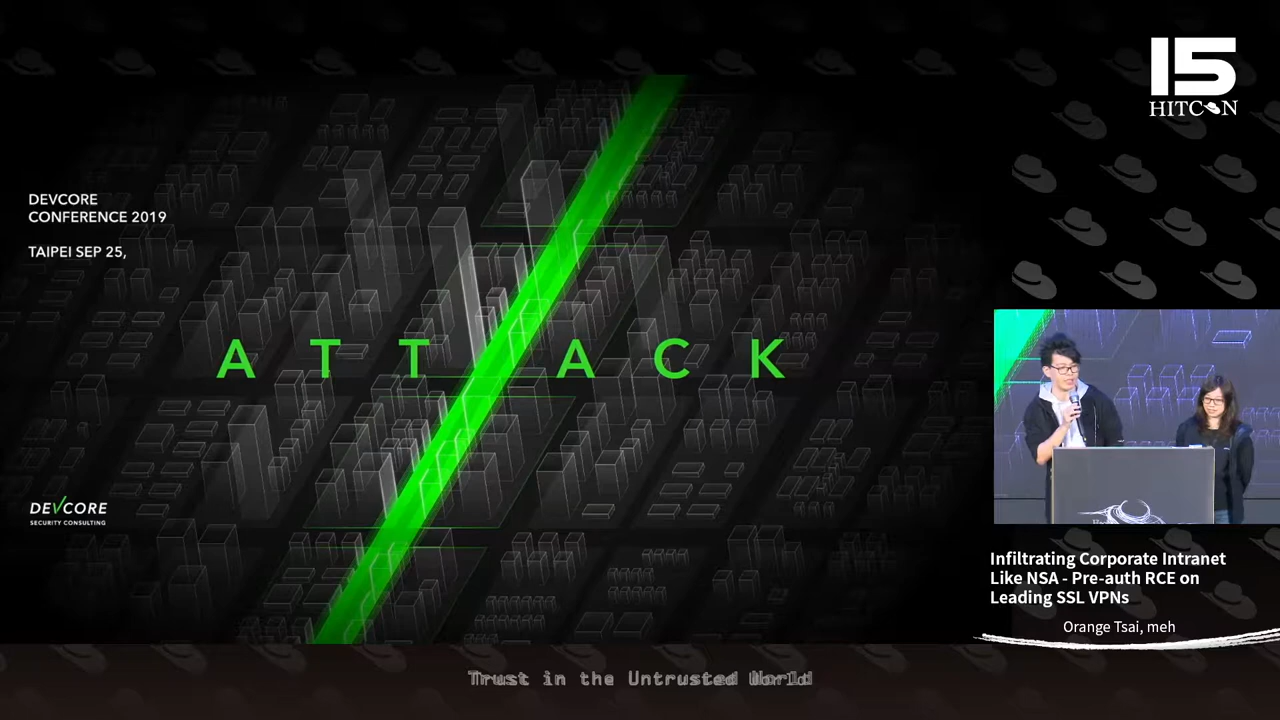 15
HITCON
DEVCORE
CONFERENCE 2019
TAIPEI SEP 25,
ATTACK
DEVCORE
SECURITY CONSULTING
Infiltrating Corporate Intranet
Like NSA - Pre-auth RCE on
Leading SSL VPNs
Orange Tsai, meh
Trust in the Untrusted World